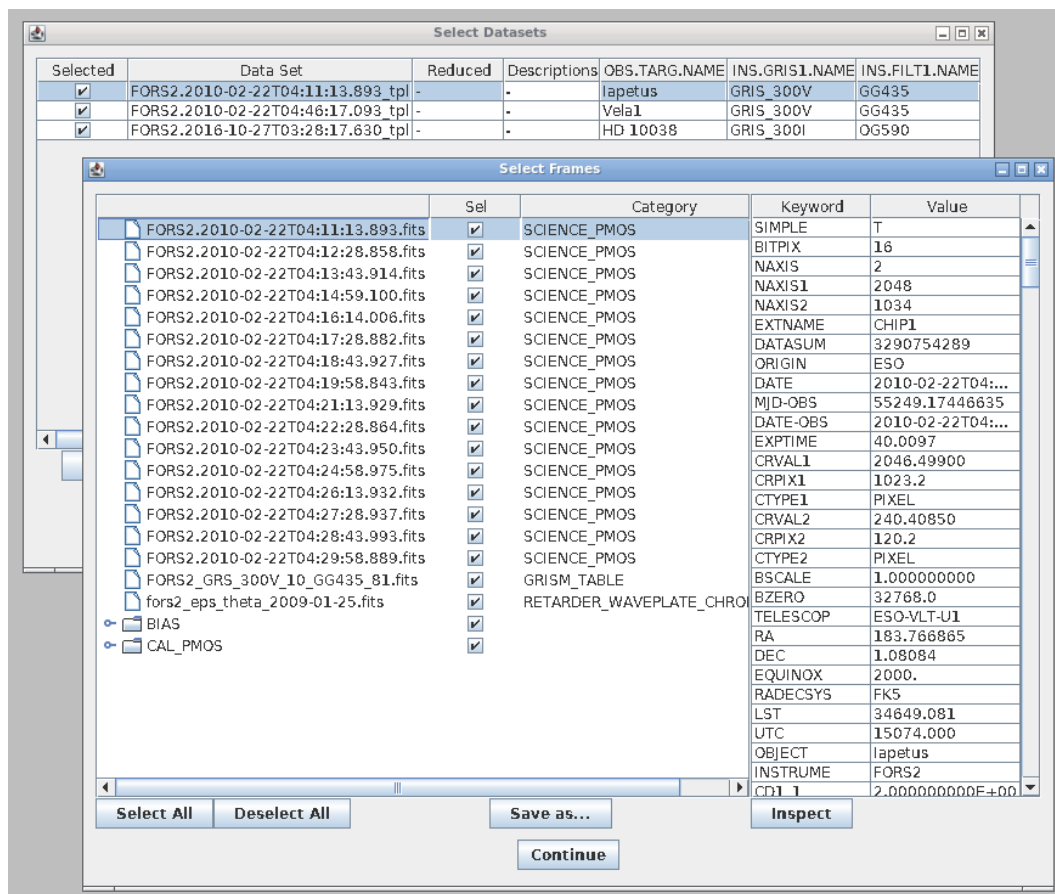 Select Datasets
Selected Data Set Reduced Descriptions OBS.TARG.NAME INS.GRIS1.NAME INS.FILT1.NAME
FORS2.2010-02-22T04:11:13.893_tpl - - Iapetus GRIS_300V GG435
FORS2.2010-02-22T04:46:17.093_tpl - - Vela1 GRIS_300V GG435
FORS2.2016-10-27T03:28:17.630_tpl - - HD 10038 GRIS_300I OG590
Select Frames
Sel Category Keyword Value
FORS2.2010-02-22T04:11:13.893.fits SCIENCE_PMOS
FORS2.2010-02-22T04:12:28.858.fits SCIENCE_PMOS
FORS2.2010-02-22T04:13:43.914.fits SCIENCE_PMOS
FORS2.2010-02-22T04:14:59.100.fits SCIENCE_PMOS
FORS2.2010-02-22T04:16:14.006.fits SCIENCE_PMOS
FORS2.2010-02-22T04:17:28.882.fits SCIENCE_PMOS
FORS2.2010-02-22T04:18:43.927.fits SCIENCE_PMOS
FORS2.2010-02-22T04:19:58.843.fits SCIENCE_PMOS
FORS2.2010-02-22T04:21:13.929.fits SCIENCE_PMOS
FORS2.2010-02-22T04:22:28.864.fits SCIENCE_PMOS
FORS2.2010-02-22T04:23:43.950.fits SCIENCE_PMOS
FORS2.2010-02-22T04:24:58.975.fits SCIENCE_PMOS
FORS2.2010-02-22T04:26:13.932.fits SCIENCE_PMOS
FORS2.2010-02-22T04:27:28.937.fits SCIENCE_PMOS
FORS2.2010-02-22T04:28:43.993.fits SCIENCE_PMOS
FORS2.2010-02-22T04:29:58.889.fits SCIENCE_PMOS
FORS2_GRS_300V_10_GG435_81.fits GRISM_TABLE
fors2_eps_theta_2009-01-25.fits RETARDER_WAVEPLATE_CHRO
BIAS
CAL_PMOS
SIMPLE T
BITPIX 16
NAXIS 2
NAXIS1 2048
NAXIS2 1034
EXTNAME CHIP1
DATASUM 3290754289
ORIGIN ESO
DATE 2010-02-22T04:...
MJD-OBS 55249.17446635
DATE-OBS 2010-02-22T04:...
EXPTIME 40.0097
CRVAL1 2046.49900
CRPIX1 1023.2
CTYPE1 PIXEL
CRVAL2 240.40850
CRPIX2 120.2
CTYPE2 PIXEL
BSCALE 1.000000000
BZERO 32768.0
TELESCOP ESO-VLT-U1
RA 183.766865
DEC 1.08084
EQUINOX 2000.
RADECSYS FK5
LST 34649.081
UTC 15074.000
OBJECT Iapetus
INSTRUME FORS2
CD1_1 2.000000000E+00
Select All Deselect All Save as... Inspect
Continue